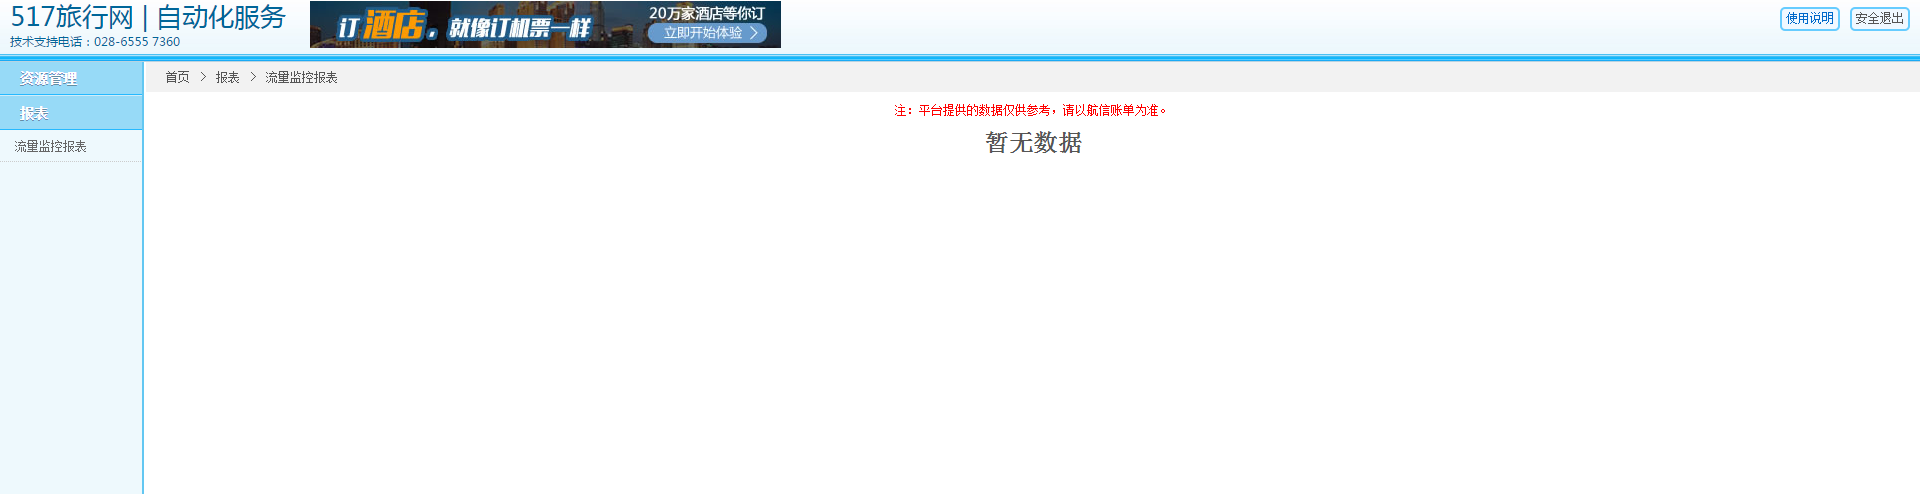 517旅行网 | 自动化服务
技术支持电话：028-6555 7360
订酒店，就像订机票一样
20万家酒店等你订
立即开始体验 >
使用说明
安全退出
资源管理
报表
流量监控报表
首页 > 报表 > 流量监控报表
注：平台提供的数据仅供参考，请以航信账单为准。
暂无数据